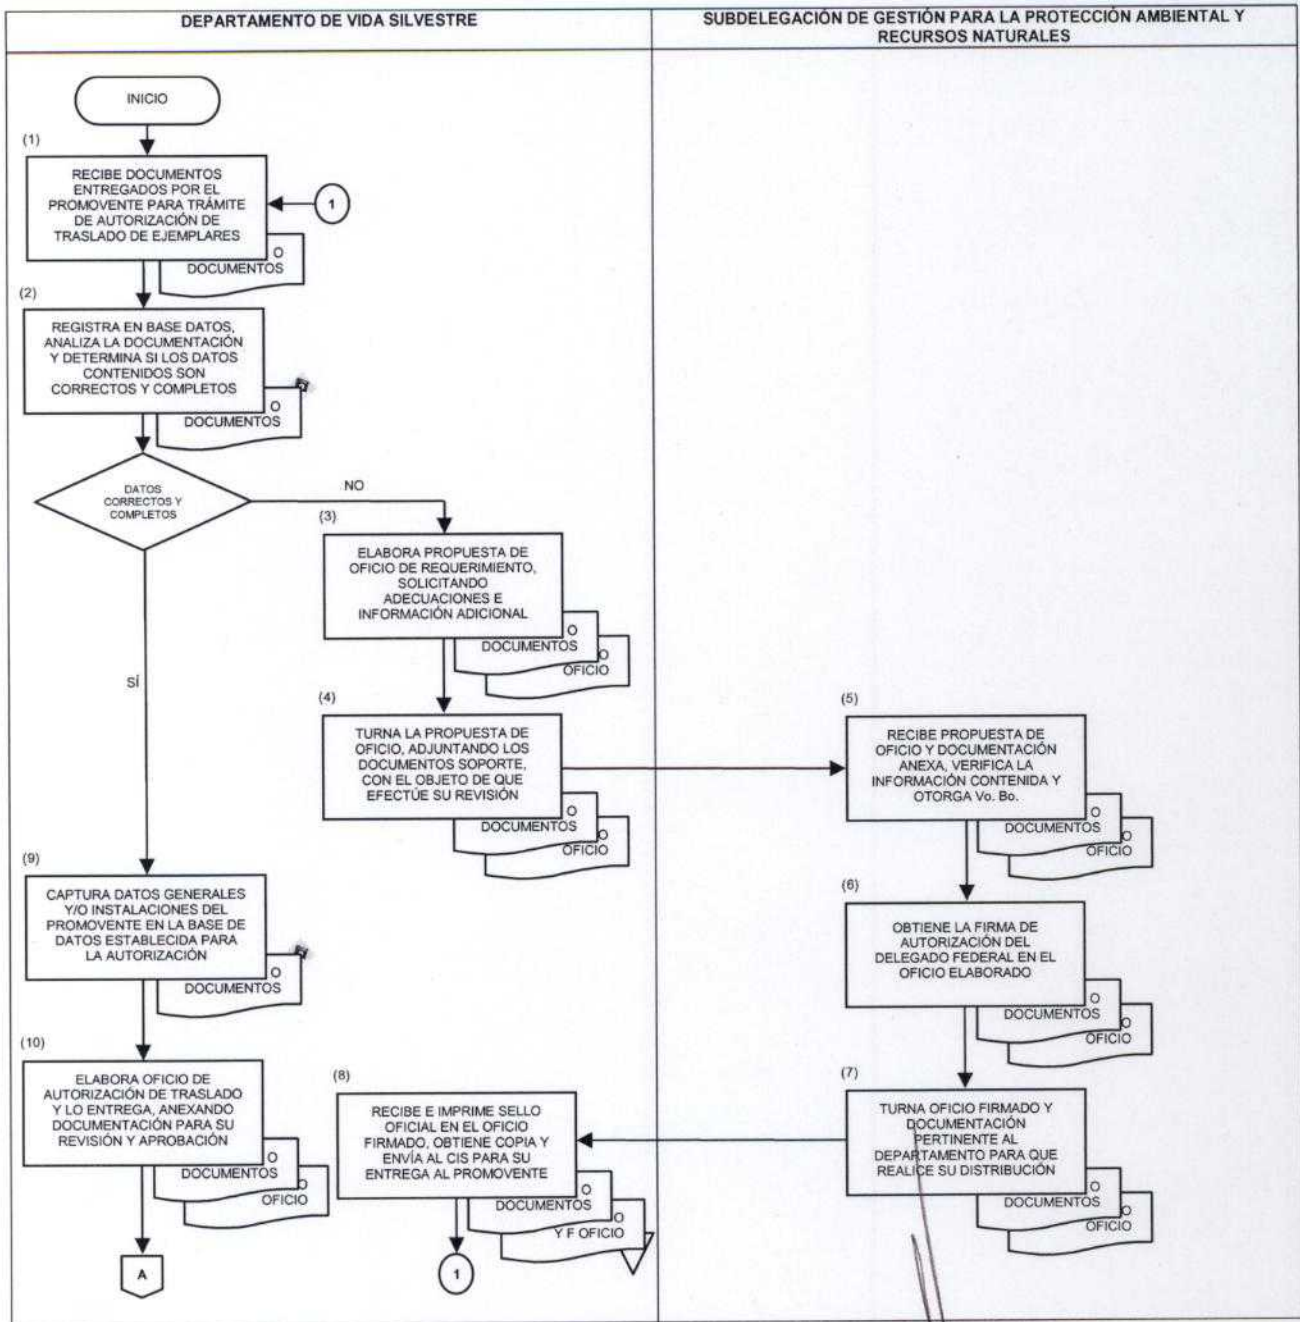 DEPARTAMENTO DE VIDA SILVESTRE
SUBDELEGACIÓN DE GESTIÓN PARA LA PROTECCIÓN AMBIENTAL Y
RECURSOS NATURALES
INICIO
(1)
RECIBE DOCUMENTOS
ENTREGADOS POR EL
PROMOVENTE PARA TRÁMITE
DE AUTORIZACIÓN DE
TRASLADO DE EJEMPLARES
1
O
DOCUMENTOS
(2)
REGISTRA EN BASE DATOS,
ANALIZA LA DOCUMENTACIÓN
Y DETERMINA SI LOS DATOS
CONTENIDOS SON
CORRECTOS Y COMPLETOS
O
DOCUMENTOS
DATOS
CORRECTOS Y
COMPLETOS
NO
(3)
ELABORA PROPUESTA DE
OFICIO DE REQUERIMIENTO,
SOLICITANDO
ADECUACIONES E
INFORMACIÓN ADICIONAL
O
DOCUMENTOS
O
OFICIO
SÍ
(4)
TURNA LA PROPUESTA DE
OFICIO, ADJUNTANDO LOS
DOCUMENTOS SOPORTE,
CON EL OBJETO DE QUE
EFECTÚE SU REVISIÓN
O
DOCUMENTOS
O
OFICIO
(5)
RECIBE PROPUESTA DE
OFICIO Y DOCUMENTACIÓN
ANEXA, VERIFICA LA
INFORMACIÓN CONTENIDA Y
OTORGA Vo. Bo.
O
DOCUMENTOS
O
OFICIO
(6)
OBTIENE LA FIRMA DE
AUTORIZACIÓN DEL
DELEGADO FEDERAL EN EL
OFICIO ELABORADO
O
DOCUMENTOS
O
OFICIO
(7)
TURNA OFICIO FIRMADO Y
DOCUMENTACIÓN
PERTINENTE AL
DEPARTAMENTO PARA QUE
REALICE SU DISTRIBUCIÓN
O
DOCUMENTOS
O
OFICIO
(8)
RECIBE E IMPRIME SELLO
OFICIAL EN EL OFICIO
FIRMADO, OBTIENE COPIA Y
ENVÍA AL CIS PARA SU
ENTREGA AL PROMOVENTE
O
DOCUMENTOS
O
Y F OFICIO
1
(9)
CAPTURA DATOS GENERALES
Y/O INSTALACIONES DEL
PROMOVENTE EN LA BASE DE
DATOS ESTABLECIDA PARA
LA AUTORIZACIÓN
O
DOCUMENTOS
(10)
ELABORA OFICIO DE
AUTORIZACIÓN DE TRASLADO
Y LO ENTREGA, ANEXANDO
DOCUMENTACIÓN PARA SU
REVISIÓN Y APROBACIÓN
O
DOCUMENTOS
O
OFICIO
A